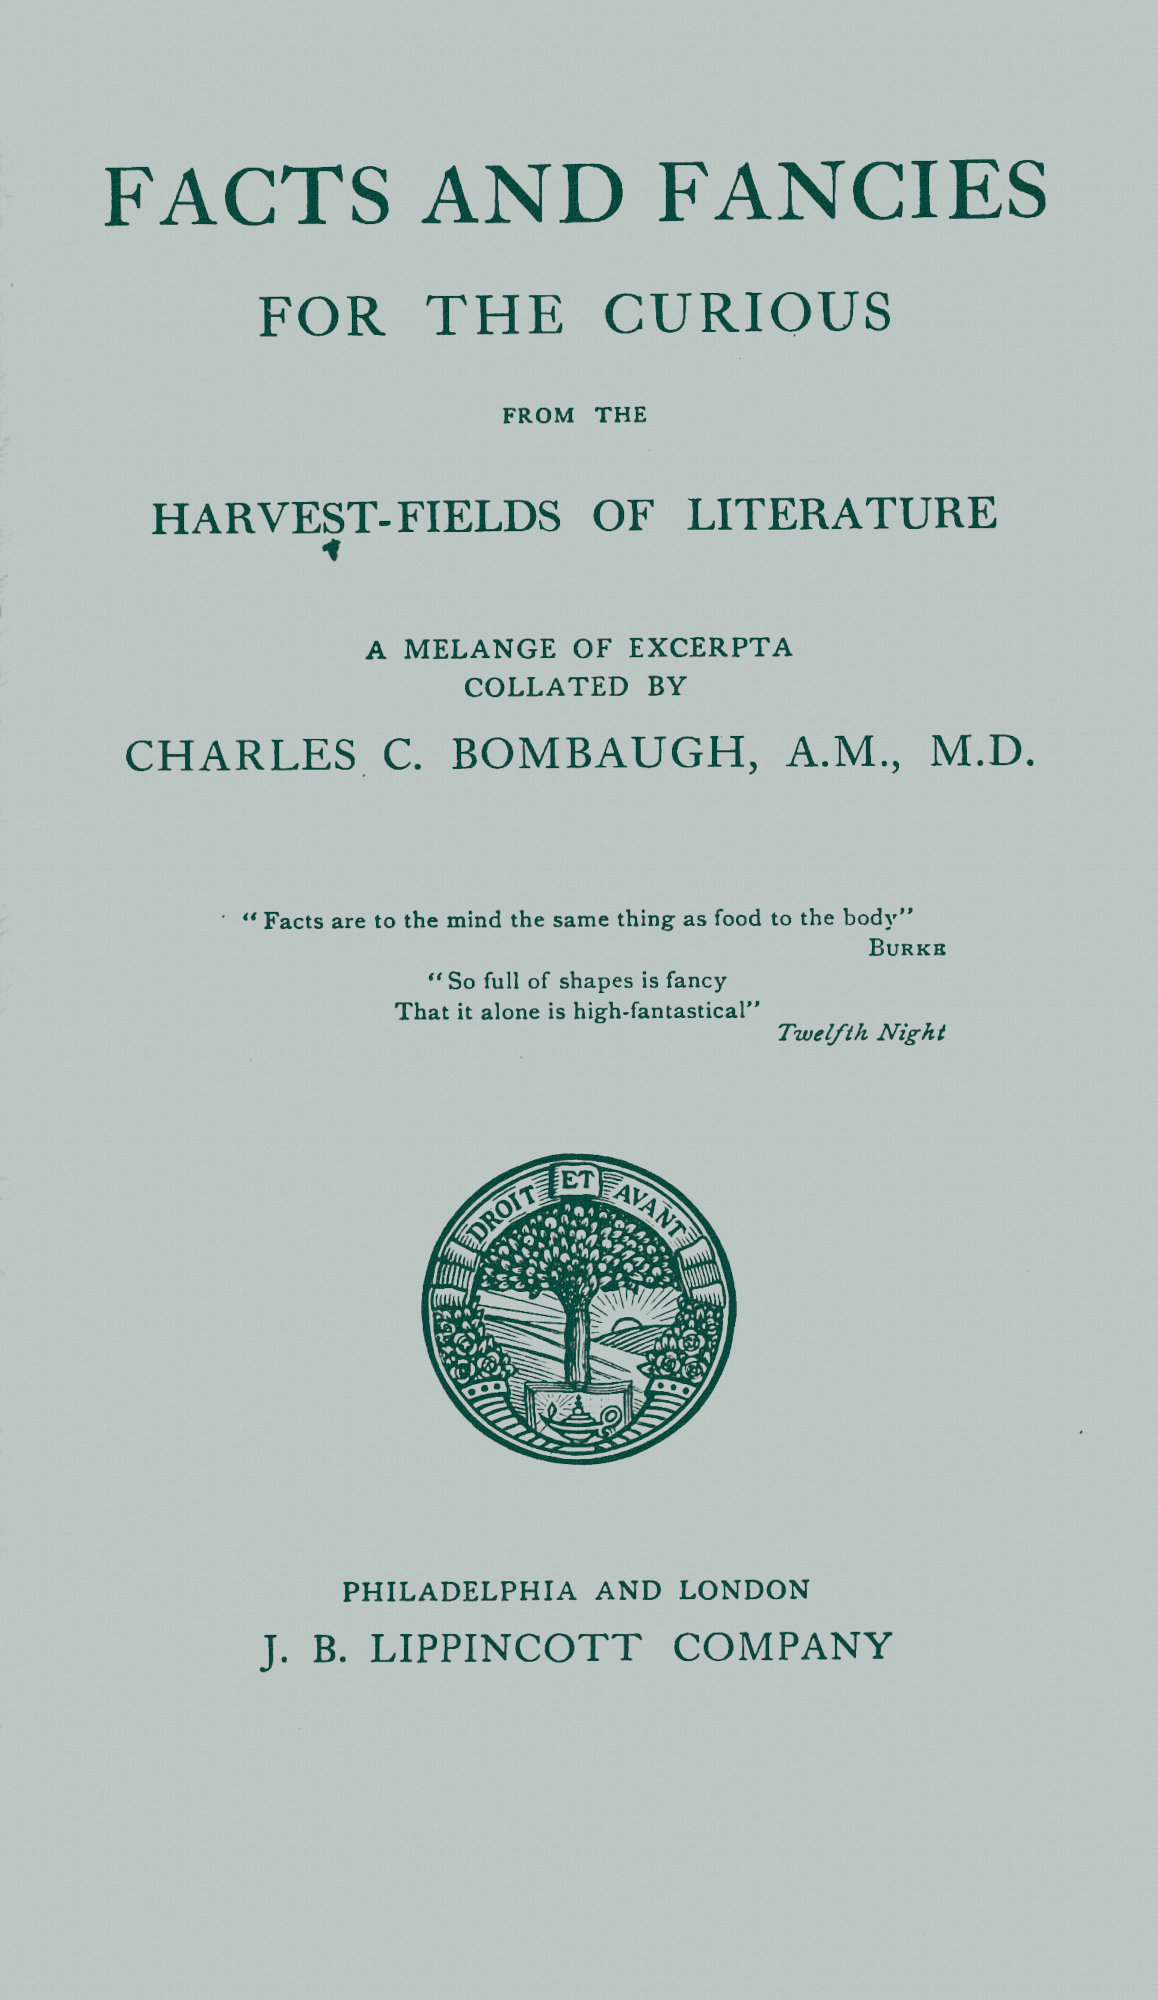 FACTS AND FANCIES
FOR THE CURIOUS
FROM THE
HARVEST-FIELDS OF LITERATURE
A MELANGE OF EXCERPTA
COLLATED BY
CHARLES C. BOMBAUGH, A.M., M.D.
"Facts are to the mind the same thing as food to the body"
BURKE
"So full of shapes is fancy
That it alone is high-fantastical"
Twelfth Night
DROIT ET AVANT
PHILADELPHIA AND LONDON
J. B. LIPPINCOTT COMPANY